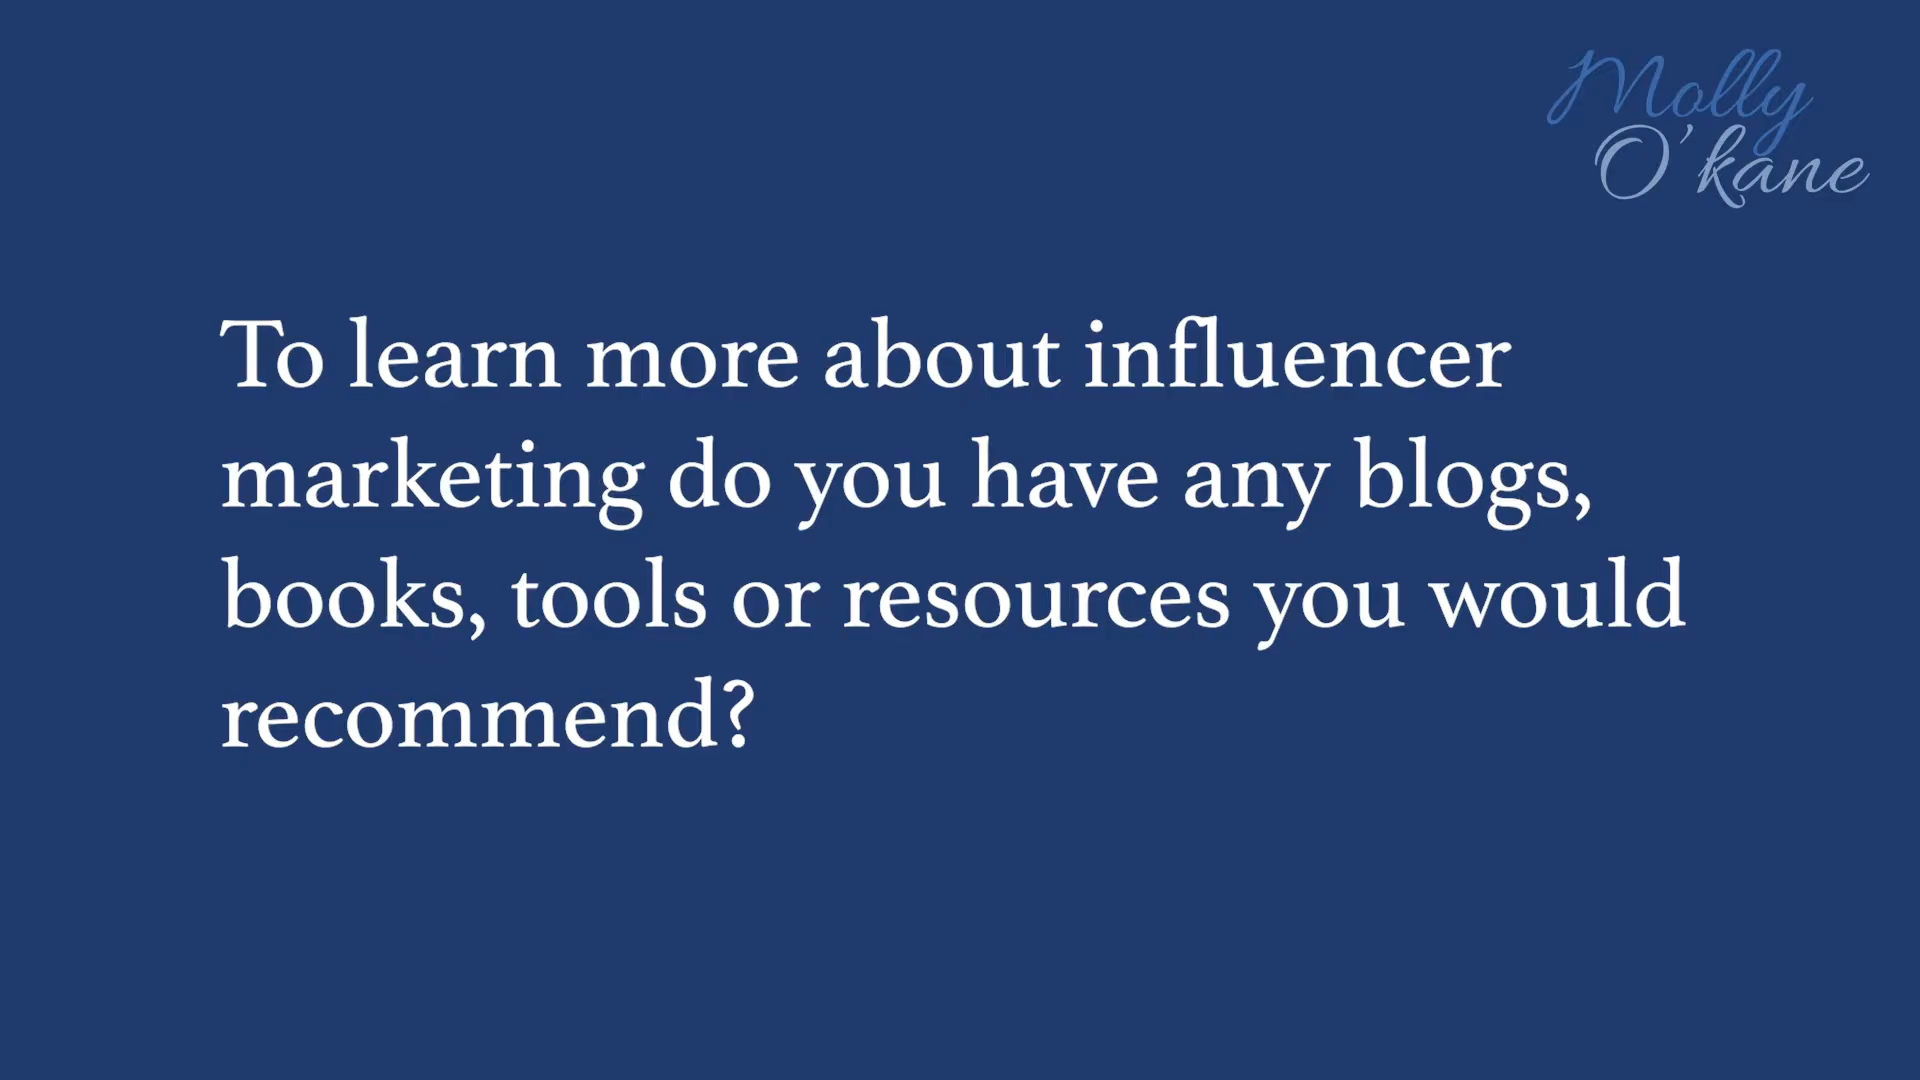 Molly
O'kane
To learn more about influencer
marketing do you have any blogs,
books, tools or resources you would
recommend?